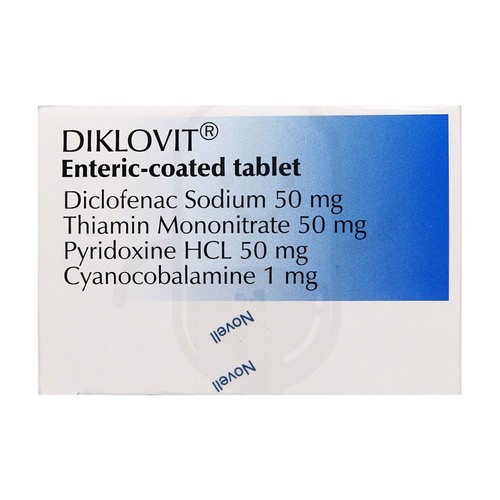 DIKLOVIT®
Enteric-coated tablet
Diclofenac Sodium 50 mg
Thiamin Mononitrate 50 mg
Pyridoxine HCL 50 mg
Cyanocobalamine 1 mg
Novell
Novell